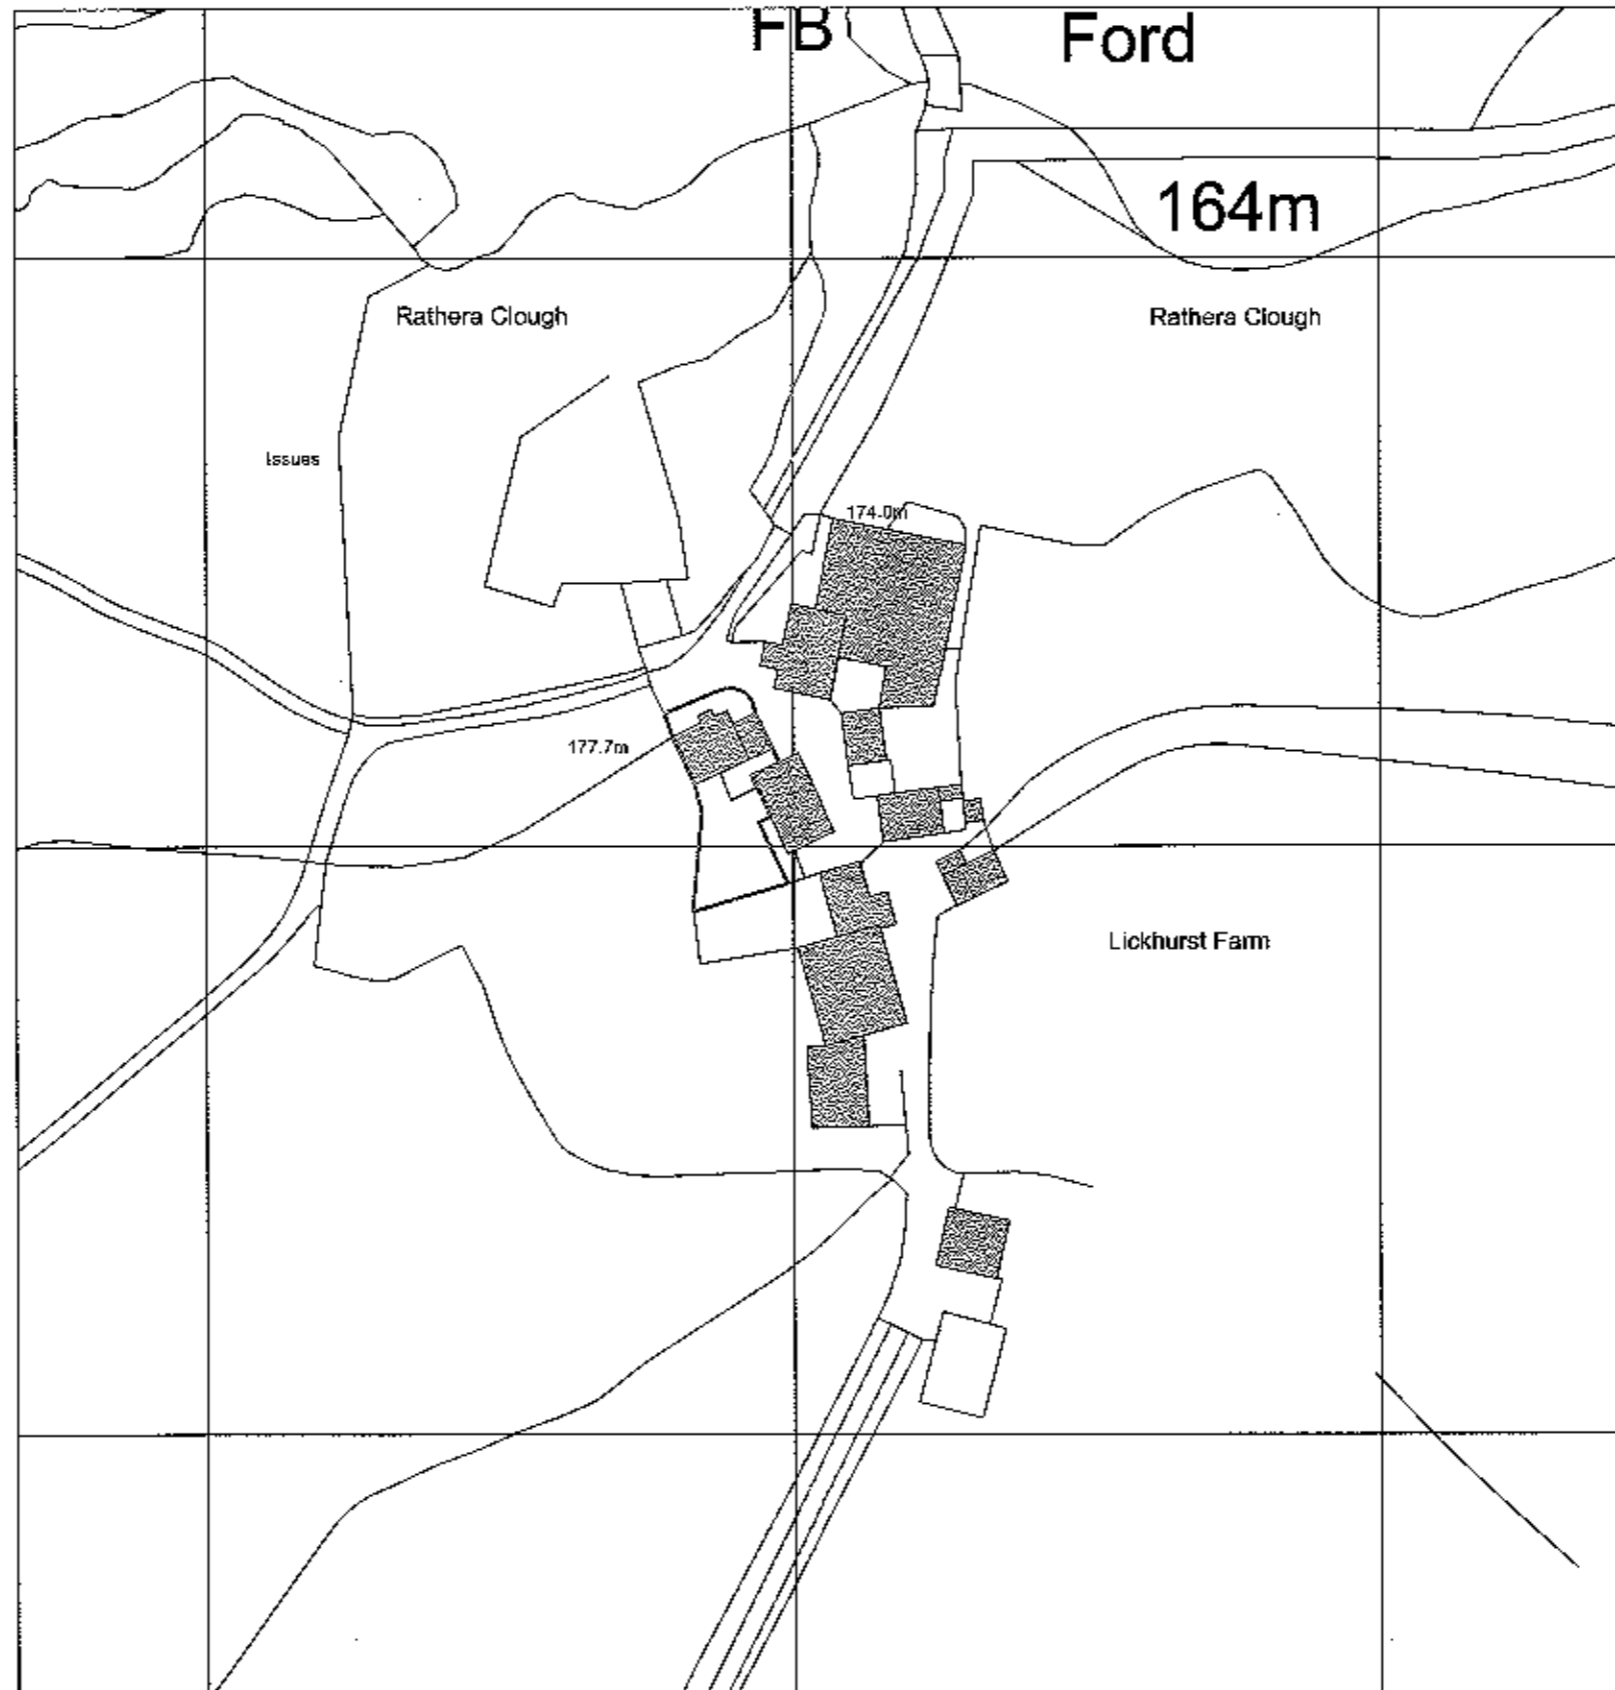 FB
Ford
164m
Rathera Clough
Rathera Clough
Issues
174.0m
177.7m
Lickhurst Farm